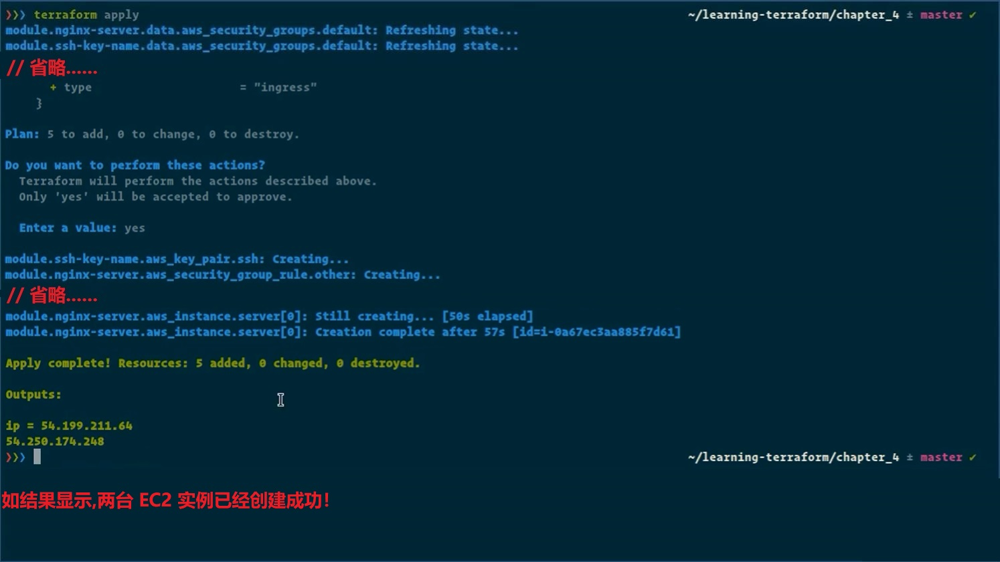 ❯❯❯ terraform apply ~/learning-terraform/chapter_4 ± master ✓
module.nginx-server.data.aws_security_groups.default: Refreshing state...
module.ssh-key-name.data.aws_security_groups.default: Refreshing state...
// 省略......
+ type = "ingress"
}
Plan: 5 to add, 0 to change, 0 to destroy.
Do you want to perform these actions?
Terraform will perform the actions described above.
Only 'yes' will be accepted to approve.
Enter a value: yes
module.ssh-key-name.aws_key_pair.ssh: Creating...
module.nginx-server.aws_security_group_rule.other: Creating...
// 省略......
module.nginx-server.aws_instance.server[0]: Still creating... [50s elapsed]
module.nginx-server.aws_instance.server[0]: Creation complete after 57s [id=i-0a67ec3aa885f7d61]
Apply complete! Resources: 5 added, 0 changed, 0 destroyed.
Outputs:
ip = 54.199.211.64
54.250.174.248
❯❯❯ ~/learning-terraform/chapter_4 ± master ✓
如结果显示,两台 EC2 实例已经创建成功!